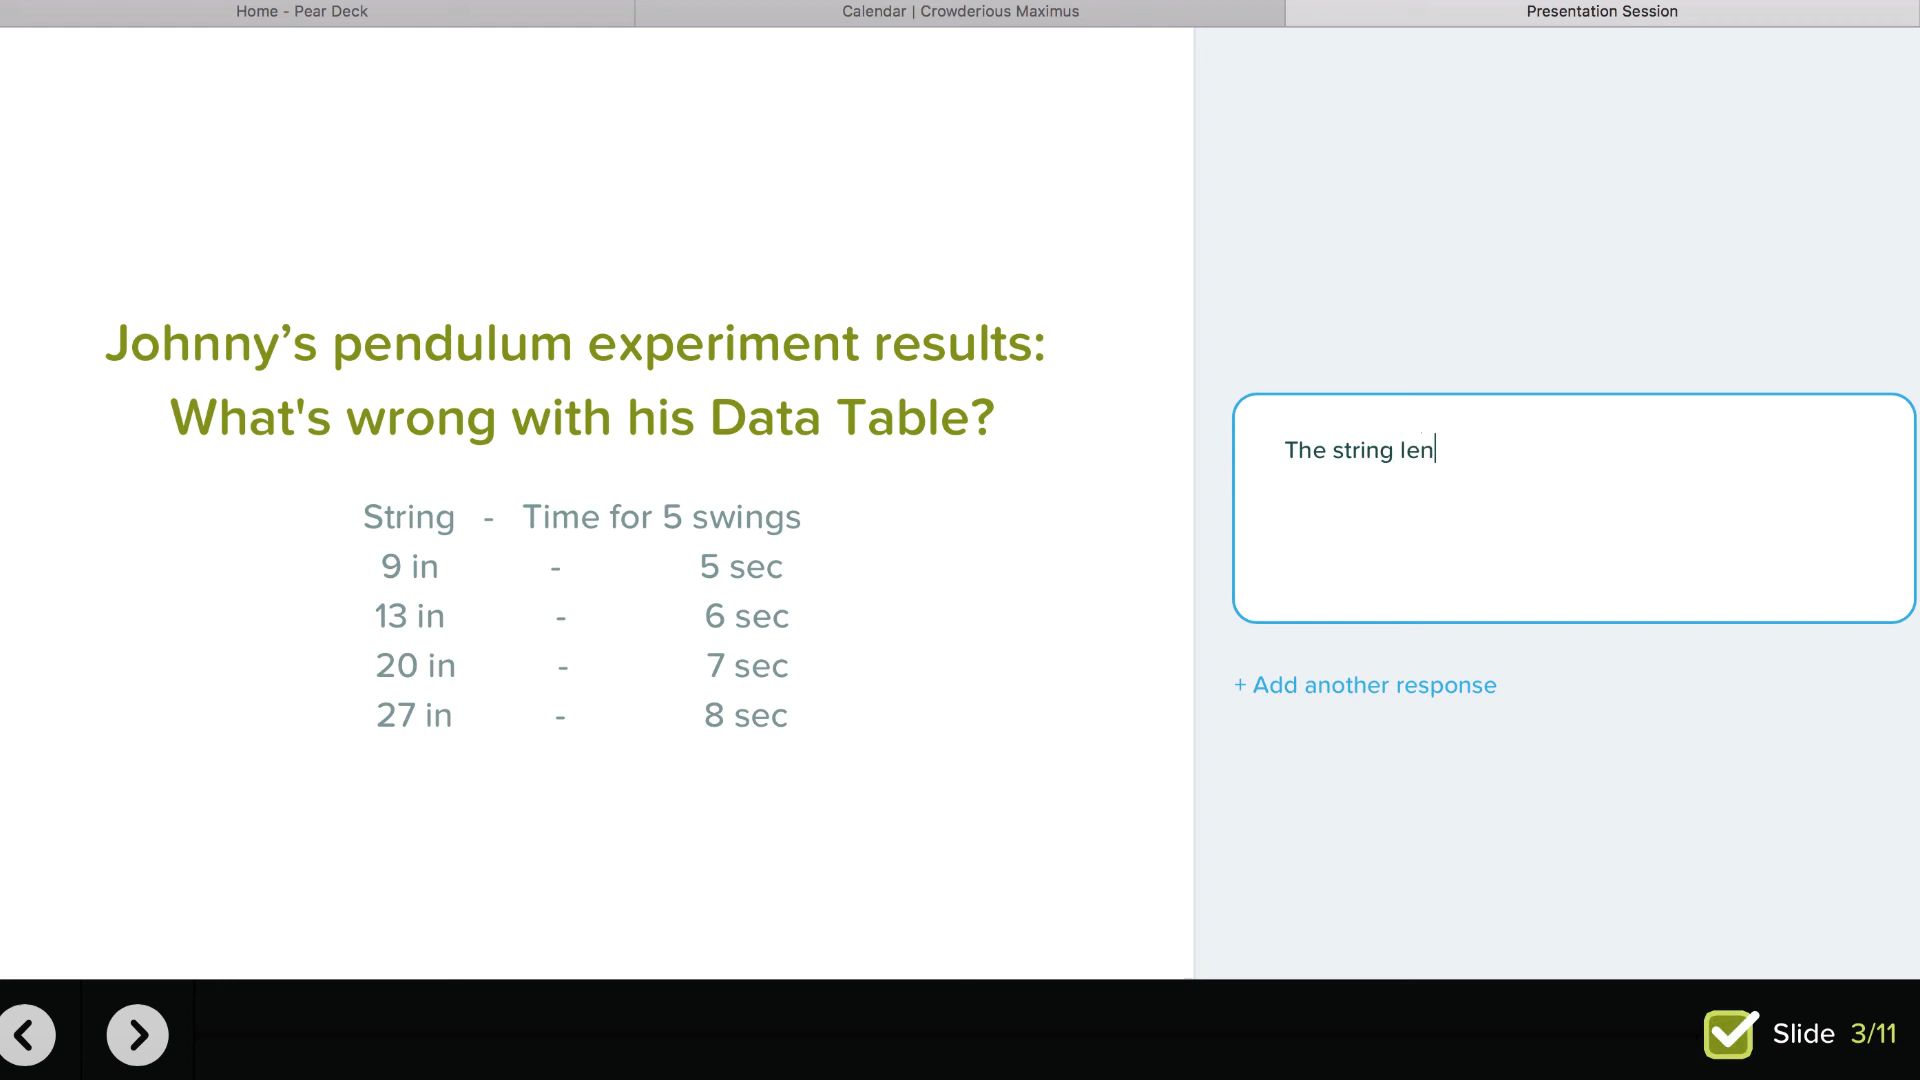 Home - Pear Deck
Calendar | Crowderious Maximus
Presentation Session
Johnny’s pendulum experiment results:
What's wrong with his Data Table?
String - Time for 5 swings
9 in - 5 sec
13 in - 6 sec
20 in - 7 sec
27 in - 8 sec
The string len
+ Add another response
Slide 3/11